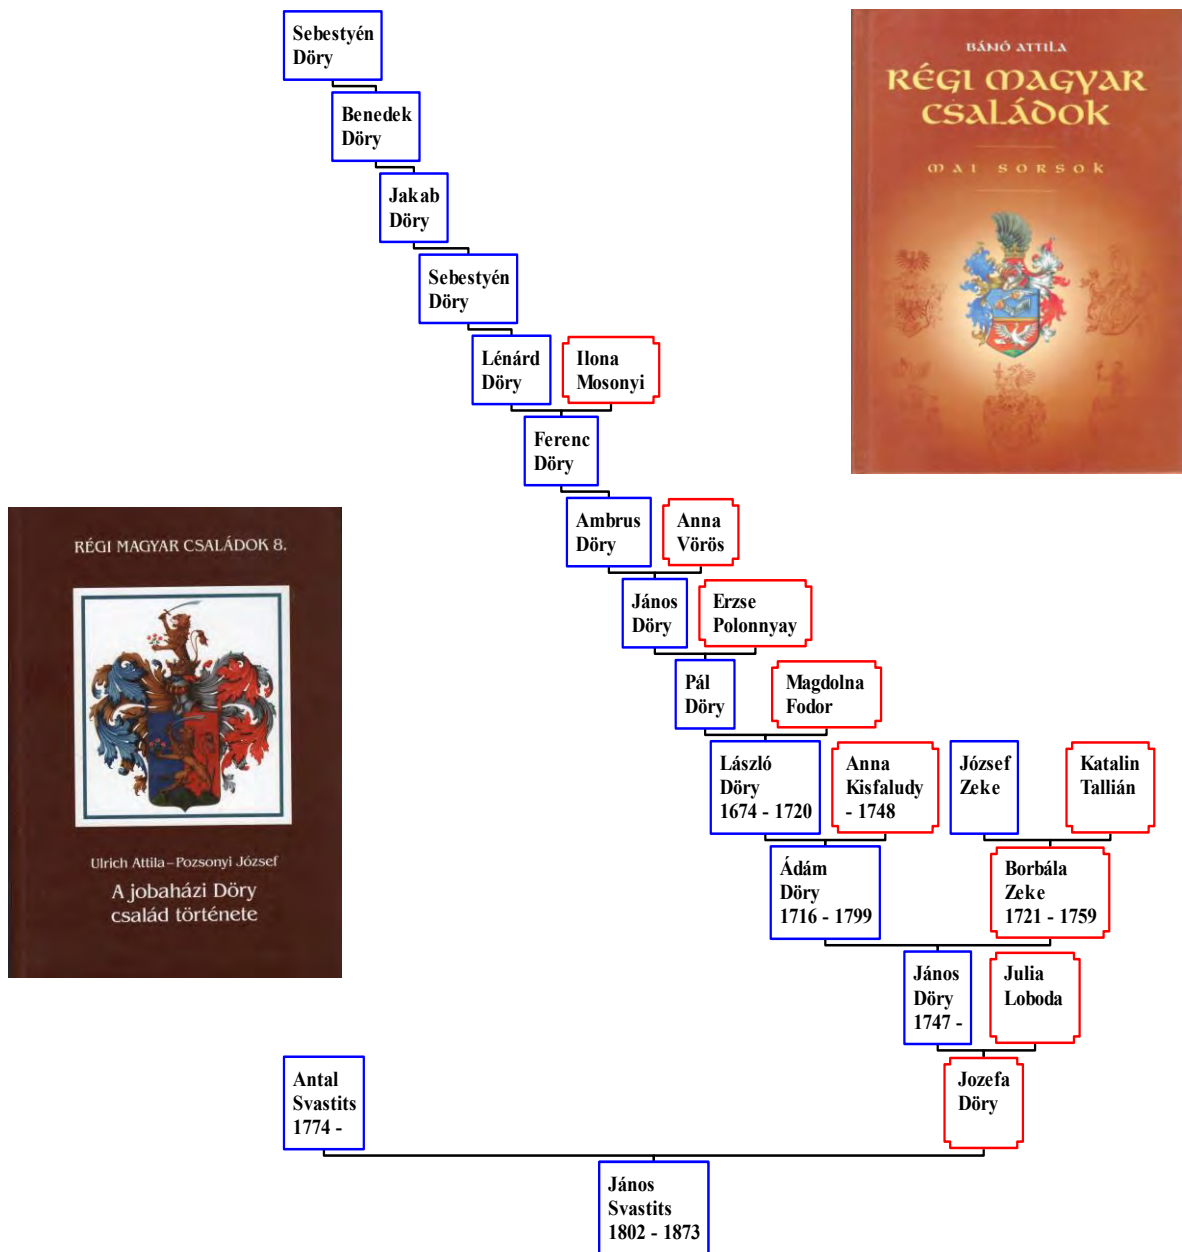 Sebestyén
Döry
Benedek
Döry
Jakab
Döry
Sebestyén
Döry
Lénárd
Döry
Ilona
Mosonyi
Ferenc
Döry
Ambrus
Döry
Anna
Vörös
János
Döry
Erzse
Polonnyay
Pál
Döry
Magdolna
Fodor
László
Döry
1674 - 1720
Anna
Kisfaludy
- 1748
József
Zeke
Katalin
Tallián
Ádám
Döry
1716 - 1799
Borbála
Zeke
1721 - 1759
János
Döry
1747 -
Julia
Loboda
Antal
Svastits
1774 -
Jozefa
Döry
János
Svastits
1802 - 1873
BÁNÓ ATTILA
RÉGI MAGYAR
CSALÁDOK
MAI SORSOK
RÉGI MAGYAR CSALÁDOK 8.
Ulrich Attila – Pozsonyi József
A jobaházi Döry
család története